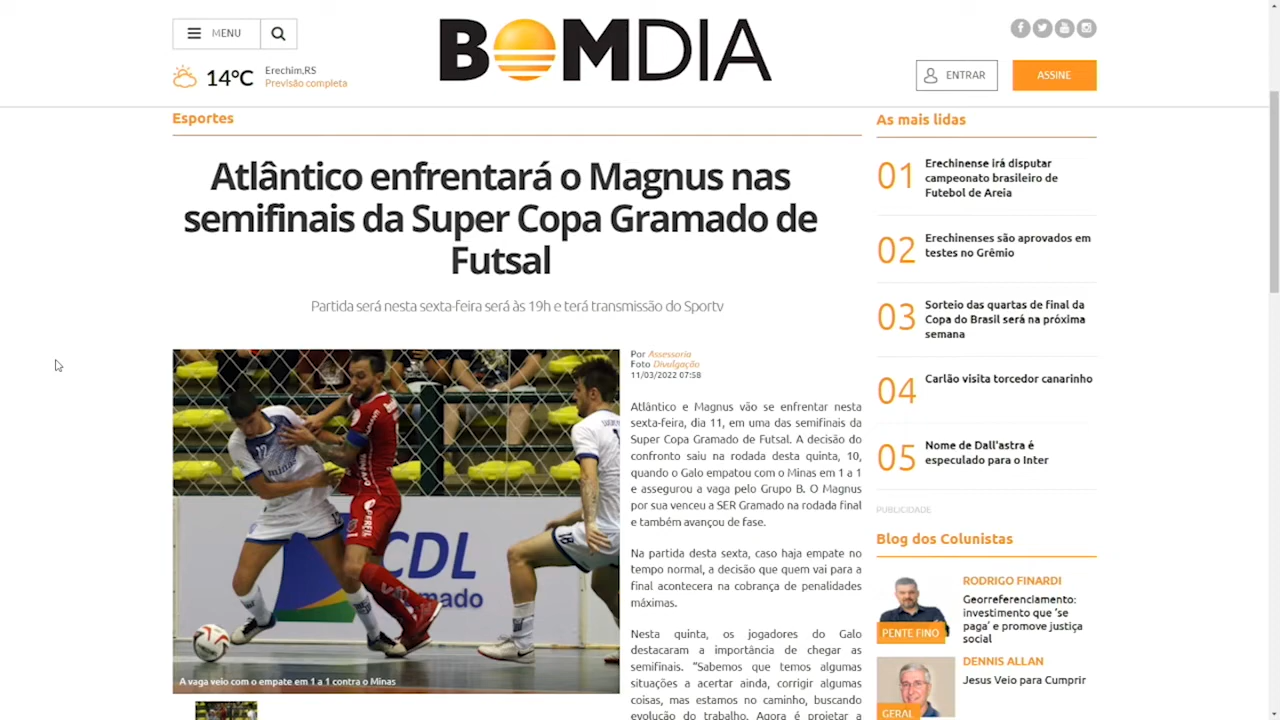 MENU
BOMDIA
14ºC
Erechim,RS
Previsão completa
ENTRAR
ASSINE
Esportes
Atlântico enfrentará o Magnus nas
semifinais da Super Copa Gramado de
Futsal
Partida será nesta sexta-feira será às 19h e terá transmissão do Sportv
12
minas
CDL
A vaga veio com o empate em 1 a 1 contra o Minas
Por Assessoria
Foto Divulgação
11/03/2022 07:58
Atlântico e Magnus vão se enfrentar nesta
sexta-feira, dia 11, em uma das semifinais da
Super Copa Gramado de Futsal. A decisão do
confronto saiu na rodada desta quinta, 10,
quando o Galo empatou com o Minas em 1 a 1
e assegurou a vaga pelo Grupo B. O Magnus
por sua venceu a SER Gramado na rodada final
e também avançou de fase.
Na partida desta sexta, caso haja empate no
tempo normal, a decisão que quem vai para a
final acontecera na cobrança de penalidades
máximas.
Nesta quinta, os jogadores do Galo
destacaram a importância de chegar as
semifinais. “Sabemos que temos algumas
situações a acertar ainda, corrigir algumas
coisas, mas estamos no caminho, buscando
evolução do trabalho. Agora é projetar a
As mais lidas
01
Erechinense irá disputar
campeonato brasileiro de
Futebol de Areia
02
Erechinenses são aprovados em
testes no Grêmio
03
Sorteio das quartas de final da
Copa do Brasil será na próxima
semana
04
Carlão visita torcedor canarinho
05
Nome de Dall'astra é
especulado para o Inter
PUBLICIDADE
Blog dos Colunistas
PENTE FINO
RODRIGO FINARDI
Georreferenciamento:
investimento que ‘se
paga’ e promove justiça
social
GERAL
DENNIS ALLAN
Jesus Veio para Cumprir